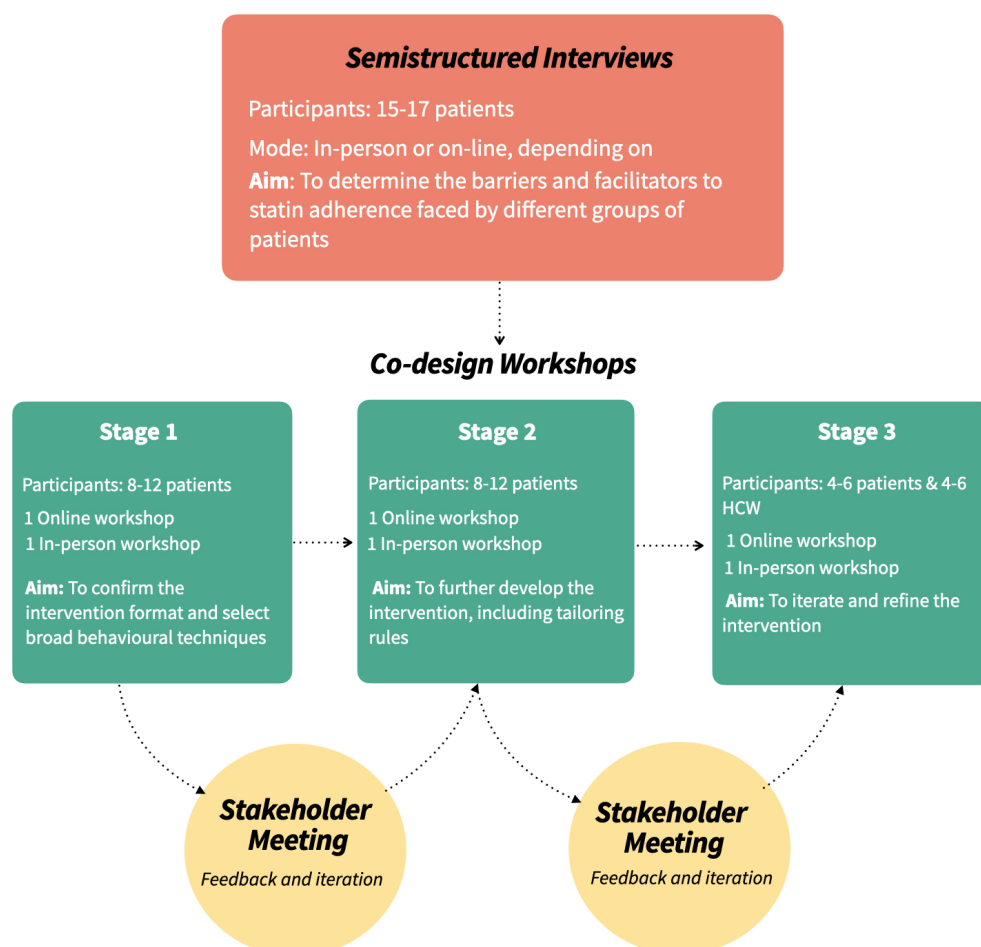 Semistructured Interviews
Participants: 15-17 patients
Mode: In-person or on-line, depending on
Aim: To determine the barriers and facilitators to
statin adherence faced by different groups of
patients
Co-design Workshops
Stage 1
Participants: 8-12 patients
1 Online workshop
1 In-person workshop
Aim: To confirm the
intervention format and select
broad behavioural techniques
Stage 2
Participants: 8-12 patients
1 Online workshop
1 In-person workshop
Aim: To further develop the
intervention, including tailoring
rules
Stage 3
Participants: 4-6 patients & 4-6
HCW
1 Online workshop
1 In-person workshop
Aim: To iterate and refine the
intervention
Stakeholder
Meeting
Feedback and iteration
Stakeholder
Meeting
Feedback and iteration